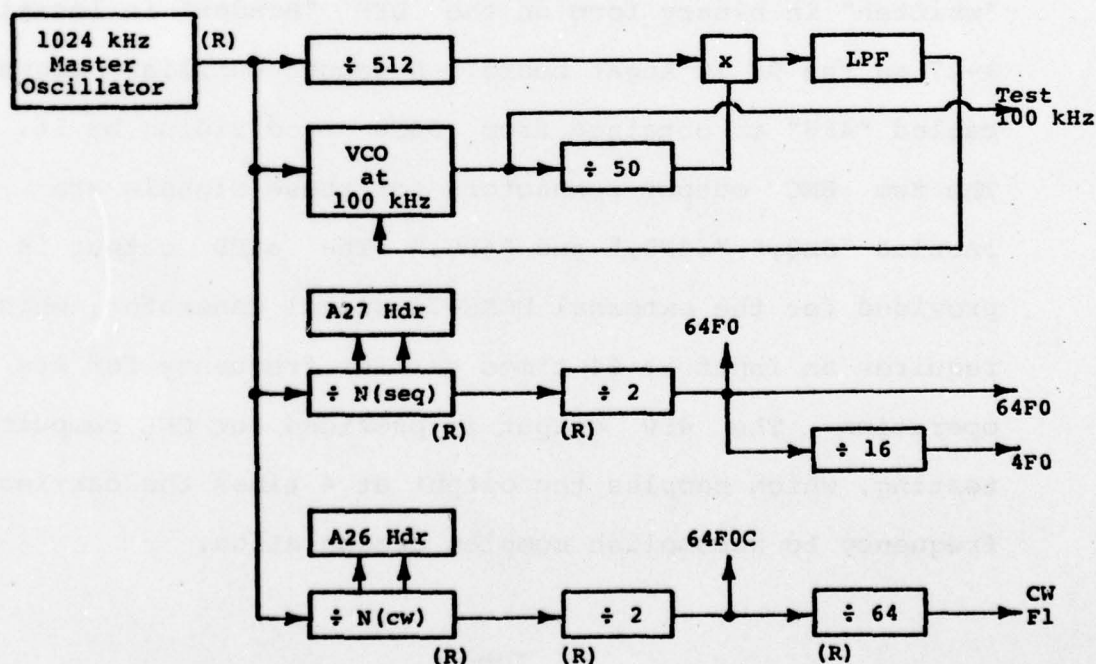 1024 kHz
Master
Oscillator
(R)
÷ 512
x
LPF
Test
100 kHz
VCO
at
100 kHz
÷ 50
A27 Hdr
64F0
÷ N(seq)
(R)
÷ 2
(R)
64F0
÷ 16
4F0
A26 Hdr
64F0C
÷ N(cw)
(R)
÷ 2
(R)
÷ 64
(R)
CW
F1